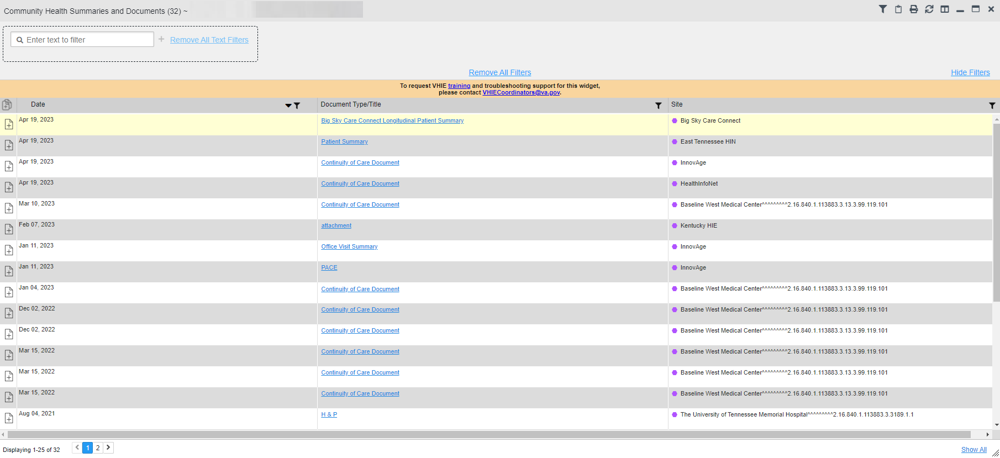 Community Health Summaries and Documents (32) ~
Enter text to filter
+ Remove All Text Filters
Remove All Filters
Hide Filters
To request VHIE training and troubleshooting support for this widget,
please contact VHIECoordinators@va.gov.
Date Document Type/Title Site
Apr 19, 2023 Big Sky Care Connect Longitudinal Patient Summary Big Sky Care Connect
Apr 19, 2023 Patient Summary East Tennessee HIN
Apr 19, 2023 Continuity of Care Document InnovAge
Apr 19, 2023 Continuity of Care Document HealthInfoNet
Mar 10, 2023 Continuity of Care Document Baseline West Medical Center^^^^^^^^^2.16.840.1.113883.3.13.3.99.119.101
Feb 07, 2023 attachment Kentucky HIE
Jan 11, 2023 Office Visit Summary InnovAge
Jan 11, 2023 PACE InnovAge
Jan 04, 2023 Continuity of Care Document Baseline West Medical Center^^^^^^^^^2.16.840.1.113883.3.13.3.99.119.101
Dec 02, 2022 Continuity of Care Document Baseline West Medical Center^^^^^^^^^2.16.840.1.113883.3.13.3.99.119.101
Dec 02, 2022 Continuity of Care Document Baseline West Medical Center^^^^^^^^^2.16.840.1.113883.3.13.3.99.119.101
Mar 15, 2022 Continuity of Care Document Baseline West Medical Center^^^^^^^^^2.16.840.1.113883.3.13.3.99.119.101
Mar 15, 2022 Continuity of Care Document Baseline West Medical Center^^^^^^^^^2.16.840.1.113883.3.13.3.99.119.101
Mar 15, 2022 Continuity of Care Document Baseline West Medical Center^^^^^^^^^2.16.840.1.113883.3.13.3.99.119.101
Aug 04, 2021 H & P The University of Tennessee Memorial Hospital^^^^^^^^^2.16.840.1.113883.3.3189.1.1
Displaying 1-25 of 32 < 1 2 > Show All